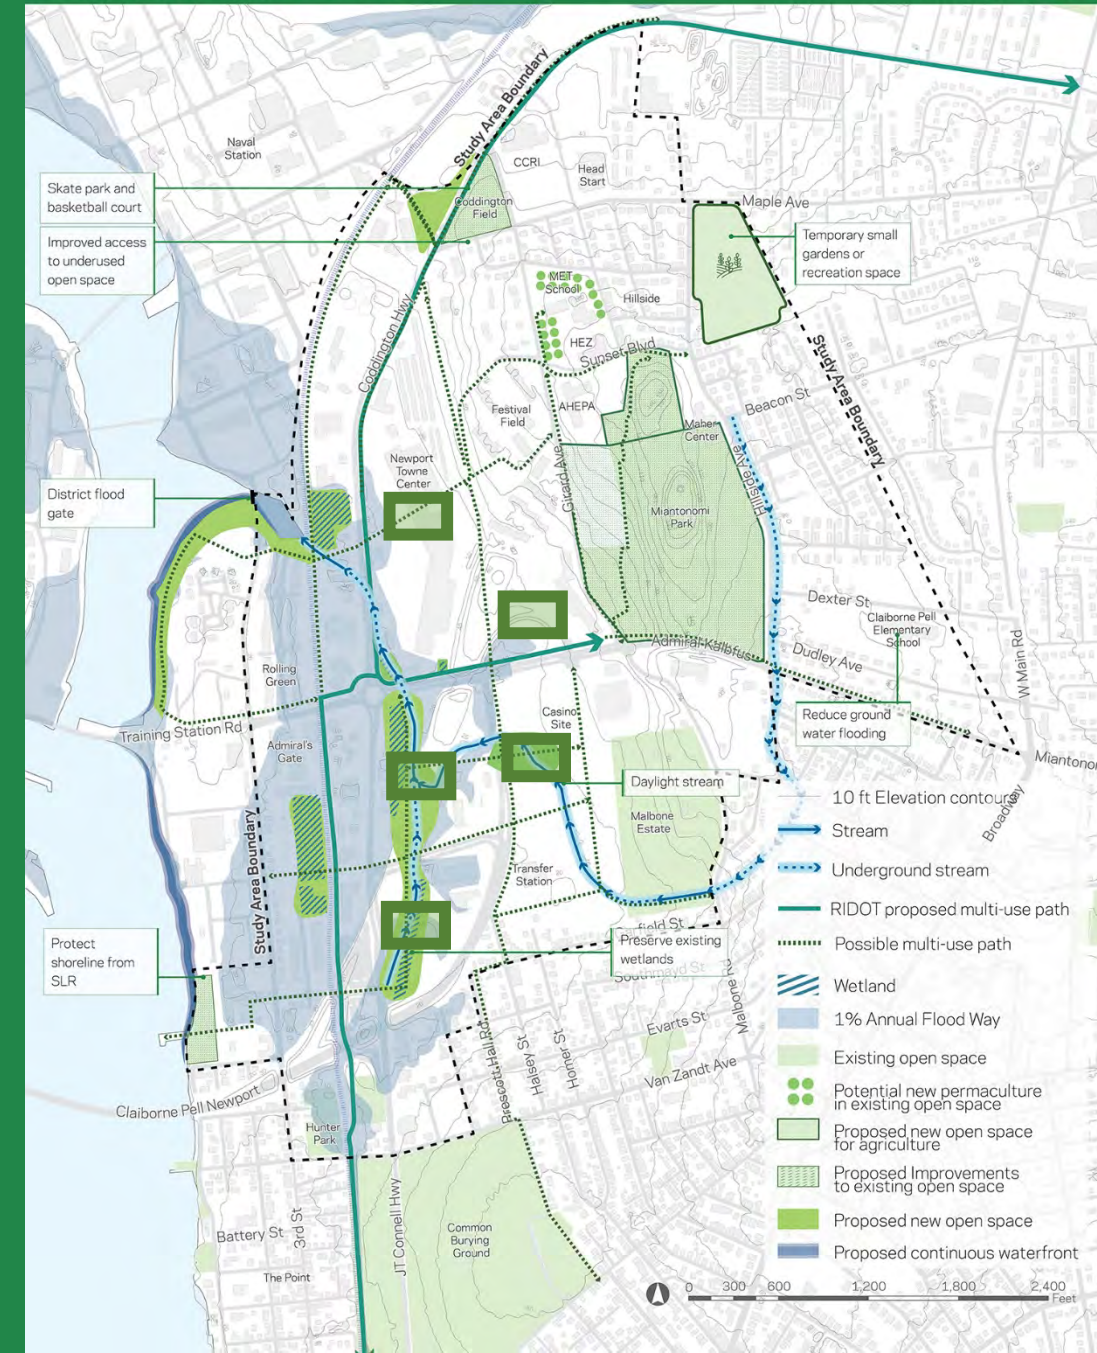 Study Area Boundary
Naval
Station
CCRI
Head
Start
Skate park and
basketball court
Coddington
Field
Maple Ave
Improved access
to underused
open space
Temporary small
gardens or
recreation space
MET
School
Hillside
HEZ
Sunset Blvd
Coddington Hwy
Study Area Boundary
Festival
Field
AHEPA
Beacon St
Maher
Center
Newport
Towne
Center
Girard Ave
Hillside Ave
District flood
gate
Miantonomi
Park
Dexter St
Claiborne Pell
Elementary
School
Admiral Kalbfus
Dudley Ave
W Main Rd
Rolling
Green
Casino
Site
Reduce ground
water flooding
Training Station Rd
Admiral's
Gate
Miantonom
Daylight stream
Malbone
Estate
Broadway
10 ft Elevation contours
Stream
Study Area Boundary
Transfer
Station
Underground stream
RIDOT proposed multi-use path
Garfield St
Possible multi-use path
Protect
shoreline from
SLR
Preserve existing
wetlands
Southmayd St
Malbone Rd
Wetland
1% Annual Flood Way
Evarts St
Prescott Hall Rd
Halsey St
Homer St
Van Zandt Ave
Existing open space
Potential new permaculture
in existing open space
Claiborne Pell Newport
Hunter
Park
Proposed new open space
for agriculture
Proposed Improvements
to existing open space
Proposed new open space
Battery St
3rd St
JT Connell Hwy
Common
Burying
Ground
Proposed continuous waterfront
The Point
0 300 600 1,200 1,800 2,400
Feet